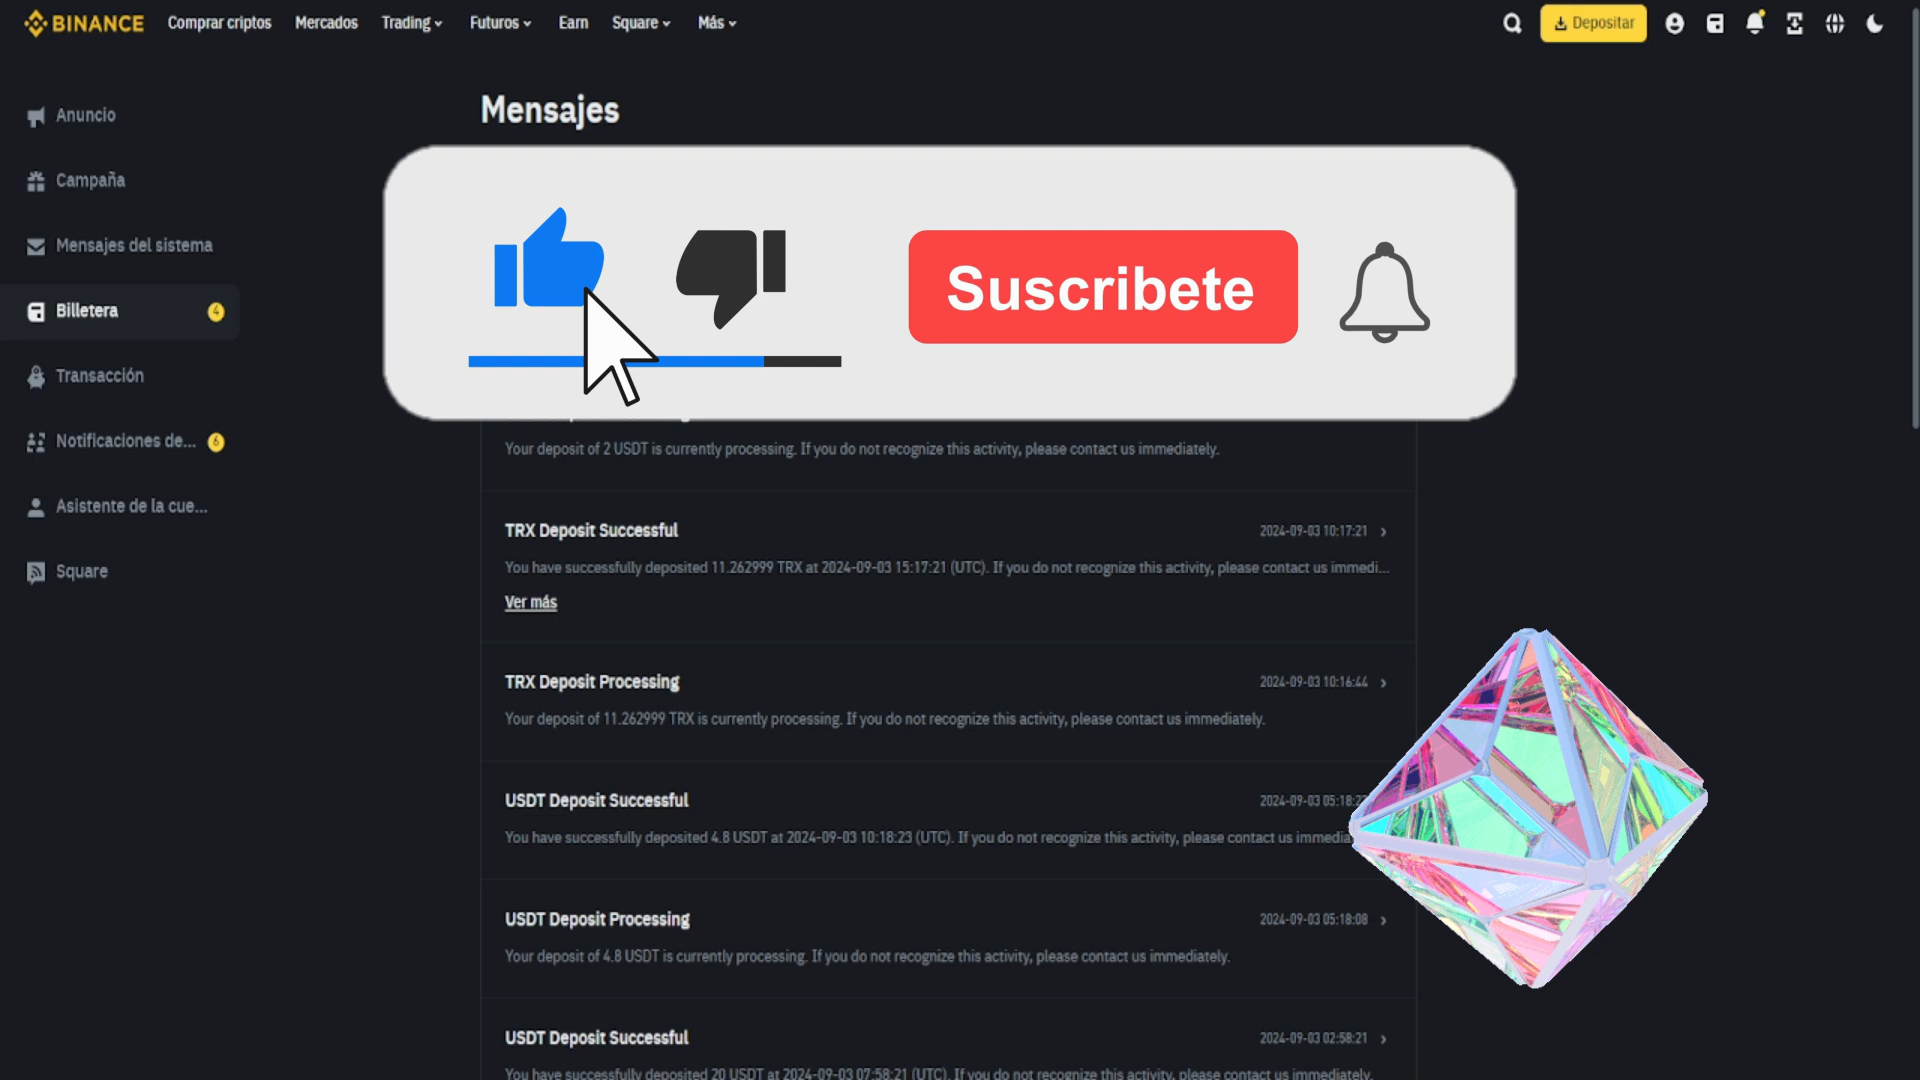 BINANCE Comprar criptos Mercados Trading Futuros Earn Square Más Depositar
Anuncio
Campaña
Mensajes del sistema
Billetera 4
Transacción
Notificaciones de... 6
Asistente de la cue...
Square
Mensajes
Suscribete
Your deposit of 2 USDT is currently processing. If you do not recognize this activity, please contact us immediately.
TRX Deposit Successful 2024-09-03 10:17:21
You have successfully deposited 11.262999 TRX at 2024-09-03 15:17:21 (UTC). If you do not recognize this activity, please contact us immedi...
Ver más
TRX Deposit Processing 2024-09-03 10:16:44
Your deposit of 11.262999 TRX is currently processing. If you do not recognize this activity, please contact us immediately.
USDT Deposit Successful 2024-09-03
You have successfully deposited 4.8 USDT at 2024-09-03 10:18:23 (UTC). If you do not recognize this activity, please contact us
USDT Deposit Processing 2024-09-03 05:18:08
Your deposit of 4.8 USDT is currently processing. If you do not recognize this activity, please contact us immediately.
USDT Deposit Successful 2024-09-03 02:58:21
You have successfully deposited 20 USDT at 2024-09-03 07:58:21 (UTC). If you do not recognize this activity, please contact us immediately.